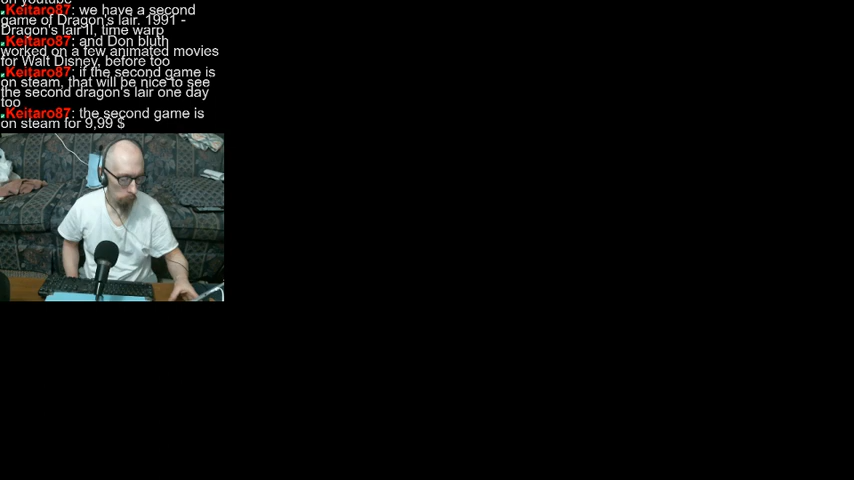 on youtube
Keitaro87: we have a second
game of Dragon's lair. 1991 -
Dragon's lair II, time warp
Keitaro87: and Don bluth
worked on a few animated movies
for Walt Disney, before too
Keitaro87: if the second game is
on steam, that will be nice to see
the second dragon's lair one day
too
Keitaro87: the second game is
on steam for 9,99 $